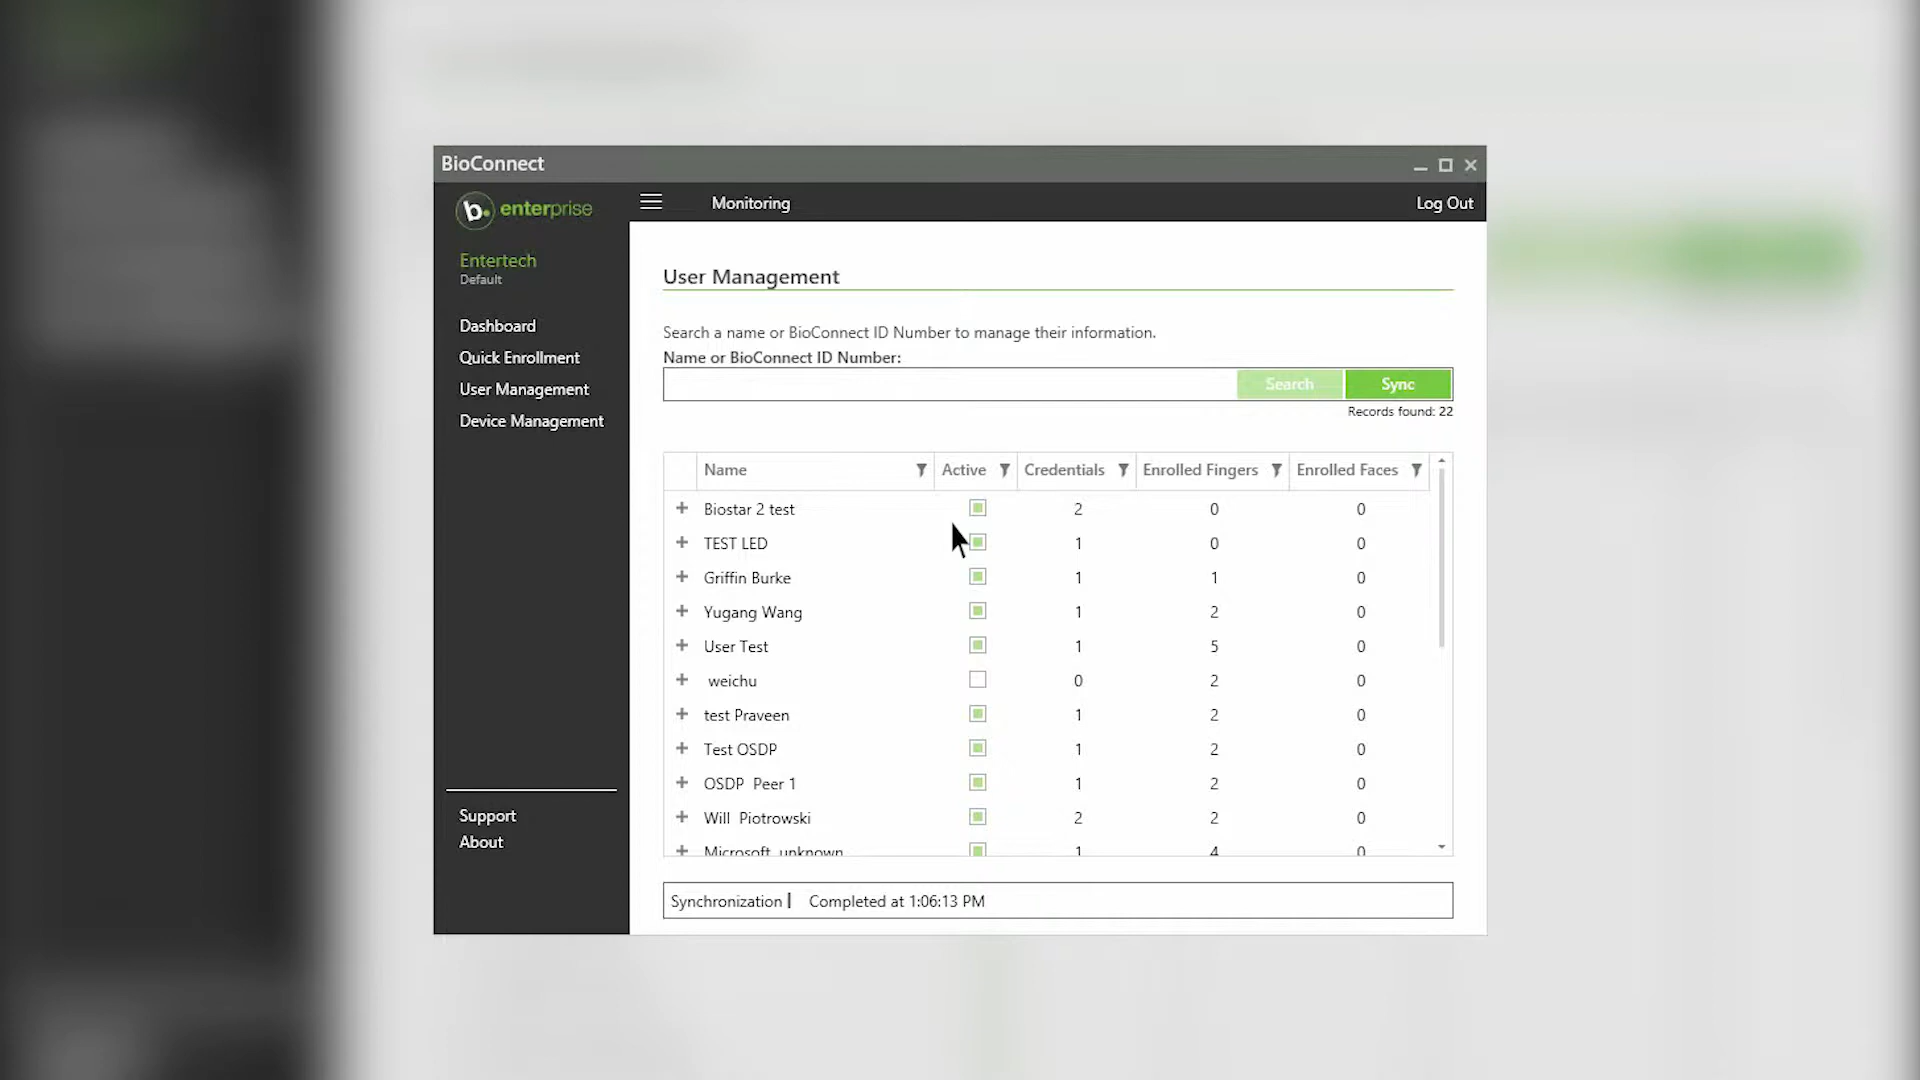 BioConnect
b. enterprise
Monitoring
Log Out
Entertech
Default
Dashboard
Quick Enrollment
User Management
Device Management
Support
About
User Management
Search a name or BioConnect ID Number to manage their information.
Name or BioConnect ID Number:
Search
Sync
Records found: 22
Name Active Credentials Enrolled Fingers Enrolled Faces
+ Biostar 2 test 2 0 0
+ TEST LED 1 0 0
+ Griffin Burke 1 1 0
+ Yugang Wang 1 2 0
+ User Test 1 5 0
+ weichu 0 2 0
+ test Praveen 1 2 0
+ Test OSDP 1 2 0
+ OSDP Peer 1 1 2 0
+ Will Piotrowski 2 2 0
+ Microsoft unknown 1 4 0
Synchronization | Completed at 1:06:13 PM